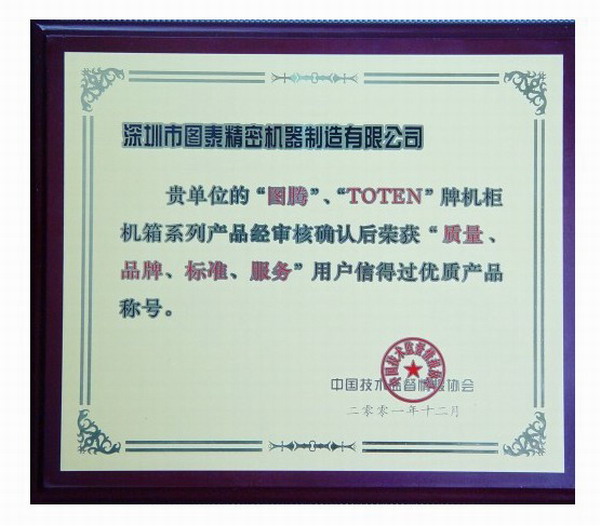 深圳市图泰精密机器制造有限公司
贵单位的“图腾”、“TOTEN”牌机柜
机箱系列产品经审核确认后荣获“质量、
品牌、标准、服务”用户信得过优质产品
称号。
中国技术监督情报协会
二零零一年十二月